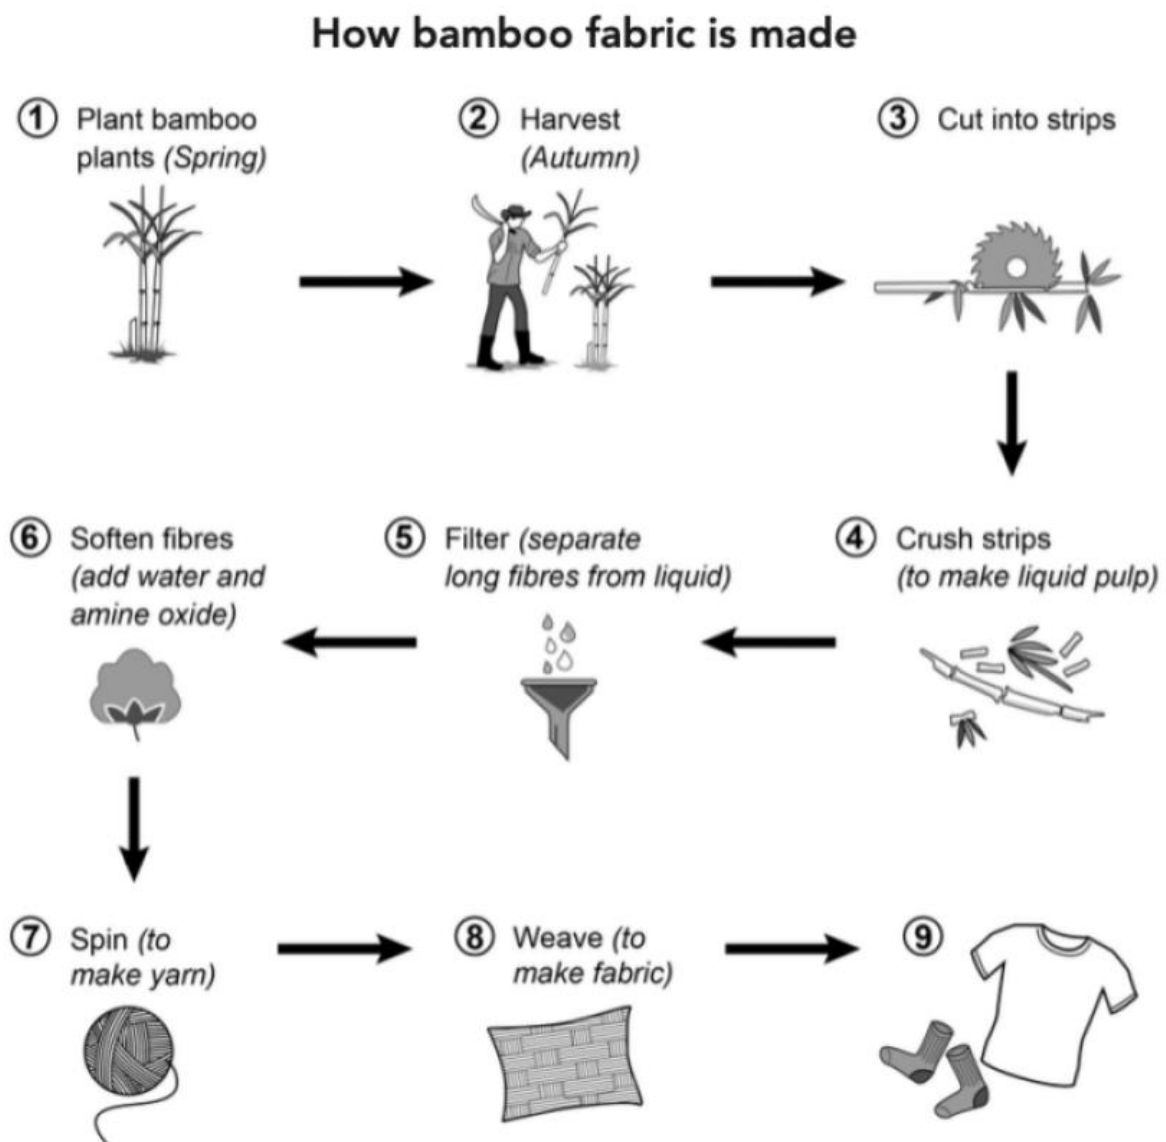 How bamboo fabric is made
1 Plant bamboo
plants (Spring)
2 Harvest
(Autumn)
3 Cut into strips
6 Soften fibres
(add water and
amine oxide)
5 Filter (separate
long fibres from liquid)
4 Crush strips
(to make liquid pulp)
7 Spin (to
make yarn)
8 Weave (to
make fabric)
9